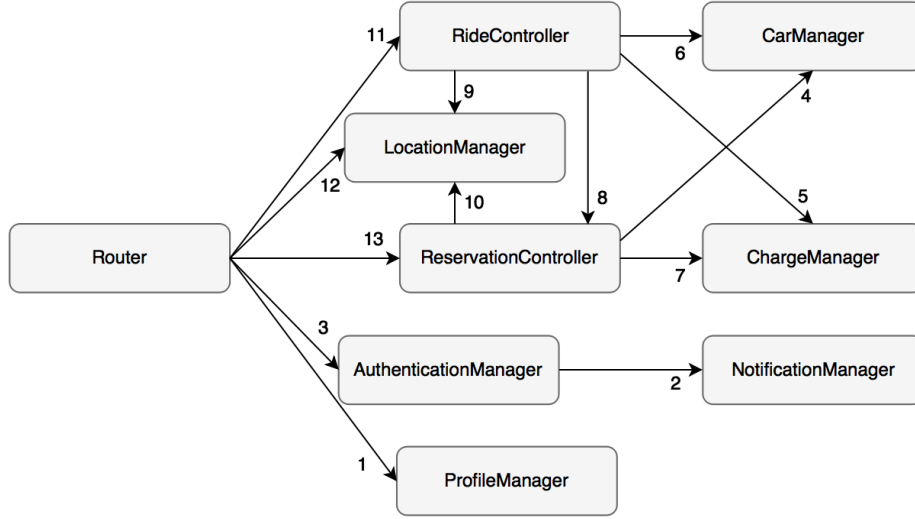 11
RideController
6
CarManager
9
4
LocationManager
12
10
8
5
13
Router
ReservationController
7
ChargeManager
3
AuthenticationManager
2
NotificationManager
1
ProfileManager